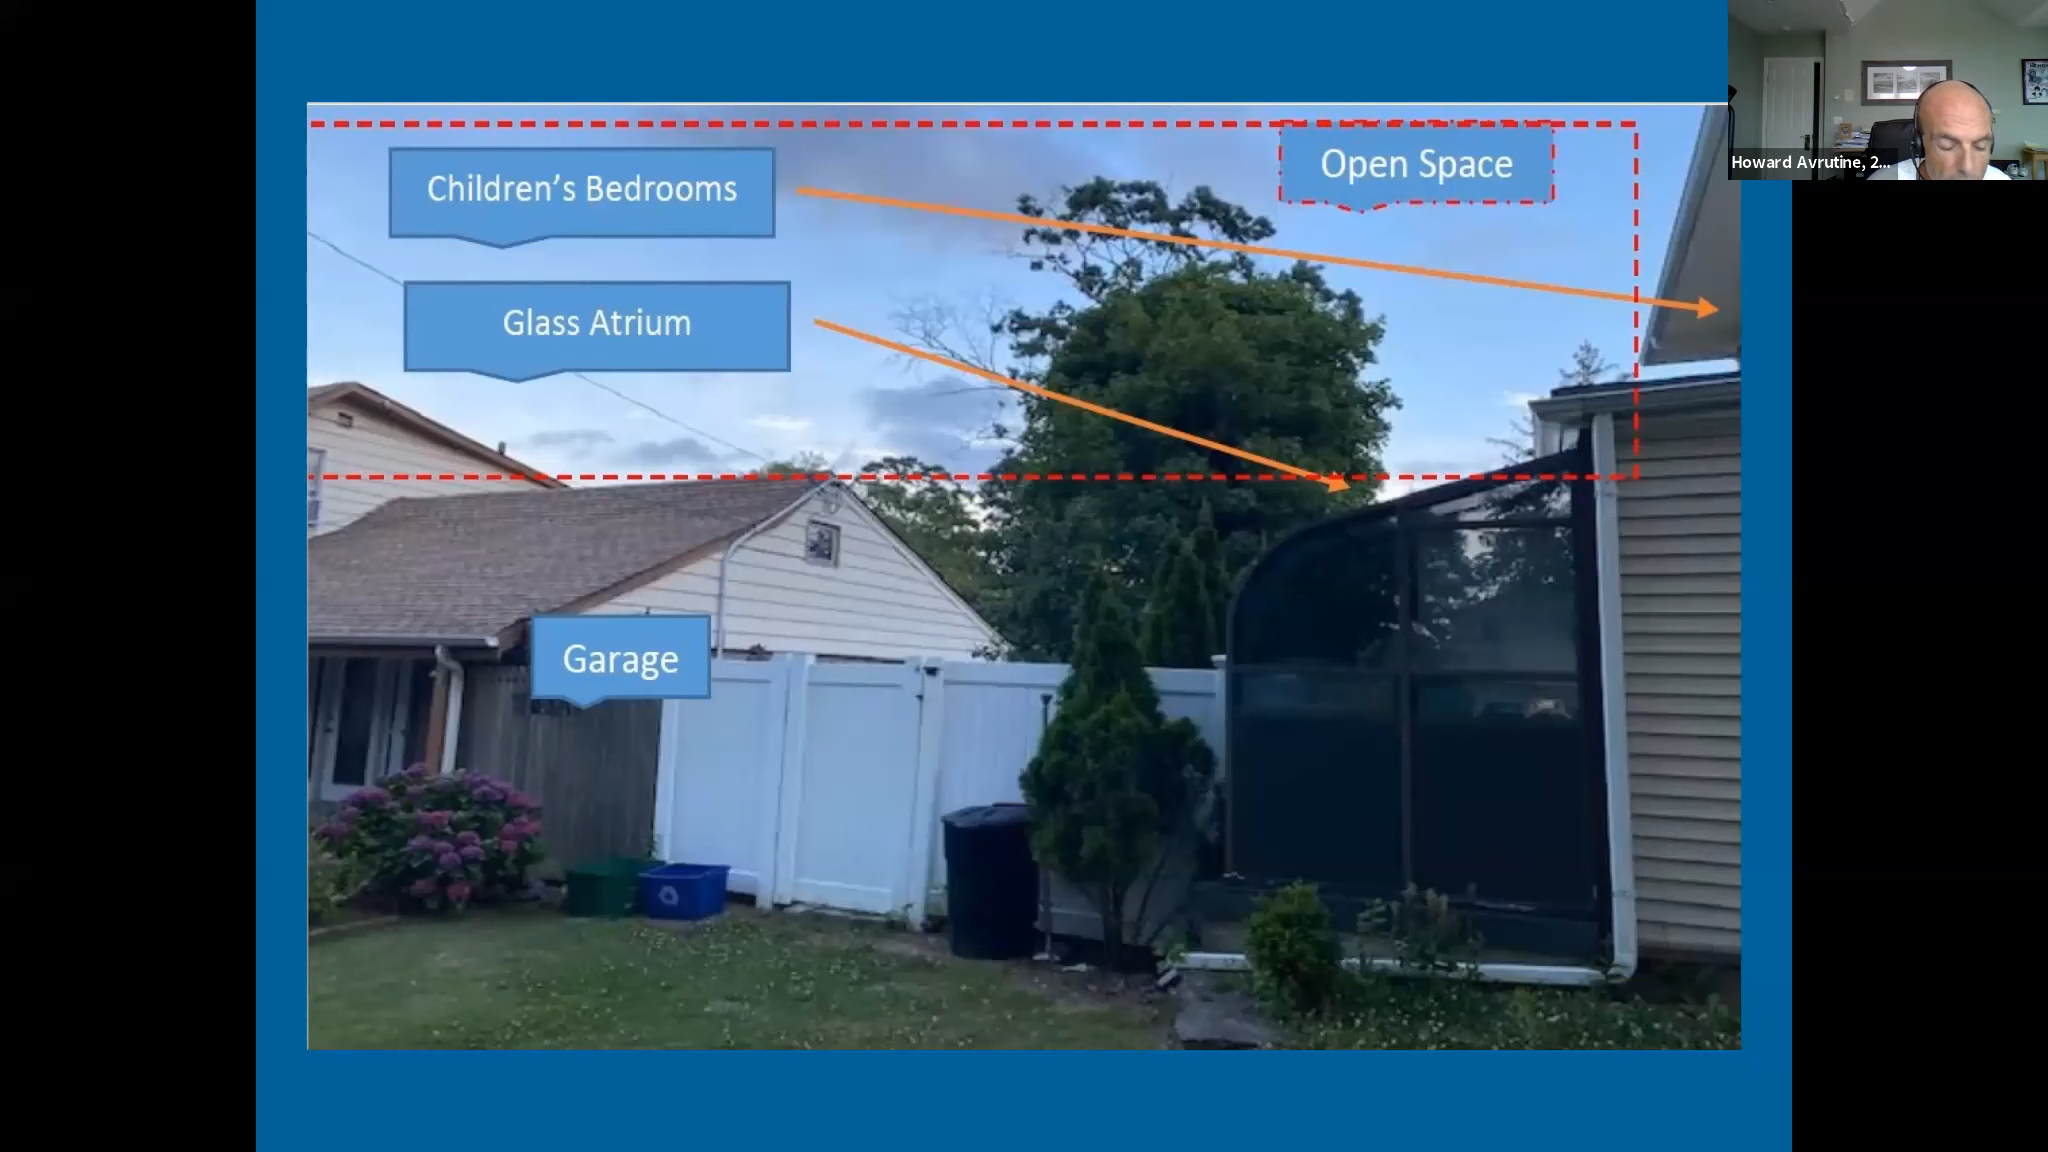 Open Space
Children’s Bedrooms
Glass Atrium
Garage
Howard Avrutine, 2...